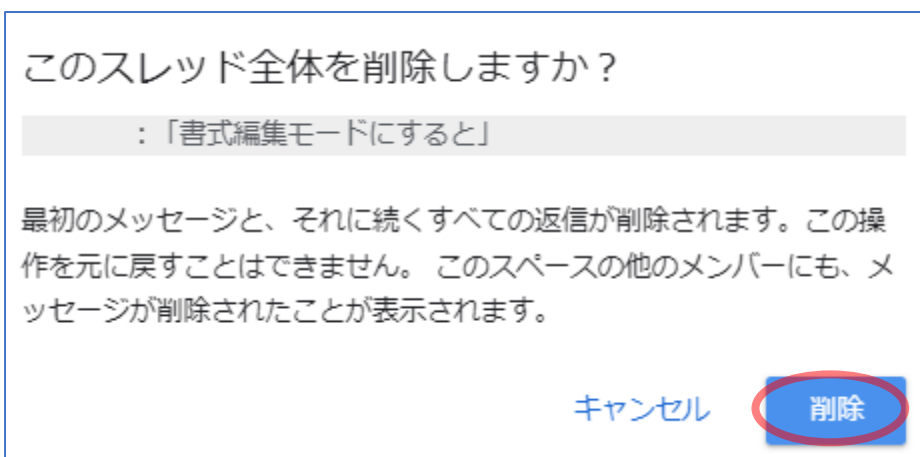 このスレッド全体を削除しますか？
：「書式編集モードにすると」
最初のメッセージと、それに続くすべての返信が削除されます。この操
作を元に戻すことはできません。 このスペースの他のメンバーにも、メ
ッセージが削除されたことが表示されます。
キャンセル 削除